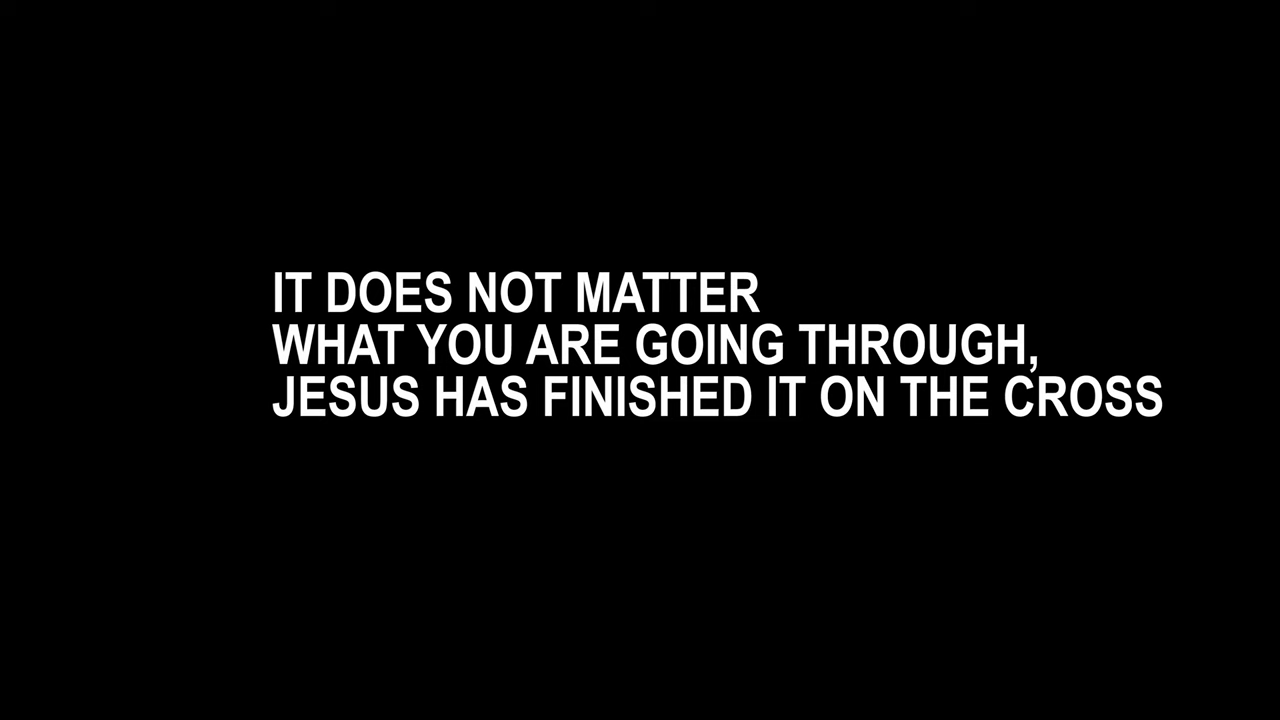 IT DOES NOT MATTER
WHAT YOU ARE GOING THROUGH,
JESUS HAS FINISHED IT ON THE CROSS